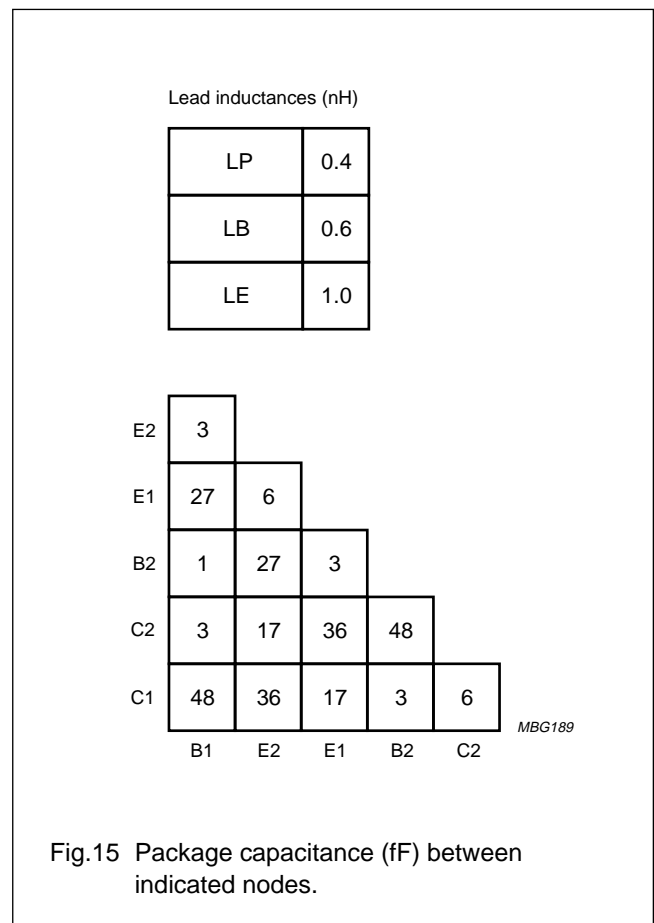 Lead inductances (nH)
LP 0.4
LB 0.6
LE 1.0
E2 3
E1 27 6
B2 1 27 3
C2 3 17 36 48
C1 48 36 17 3 6
MBG189
B1 E2 E1 B2 C2
Fig.15 Package capacitance (fF) between
indicated nodes.